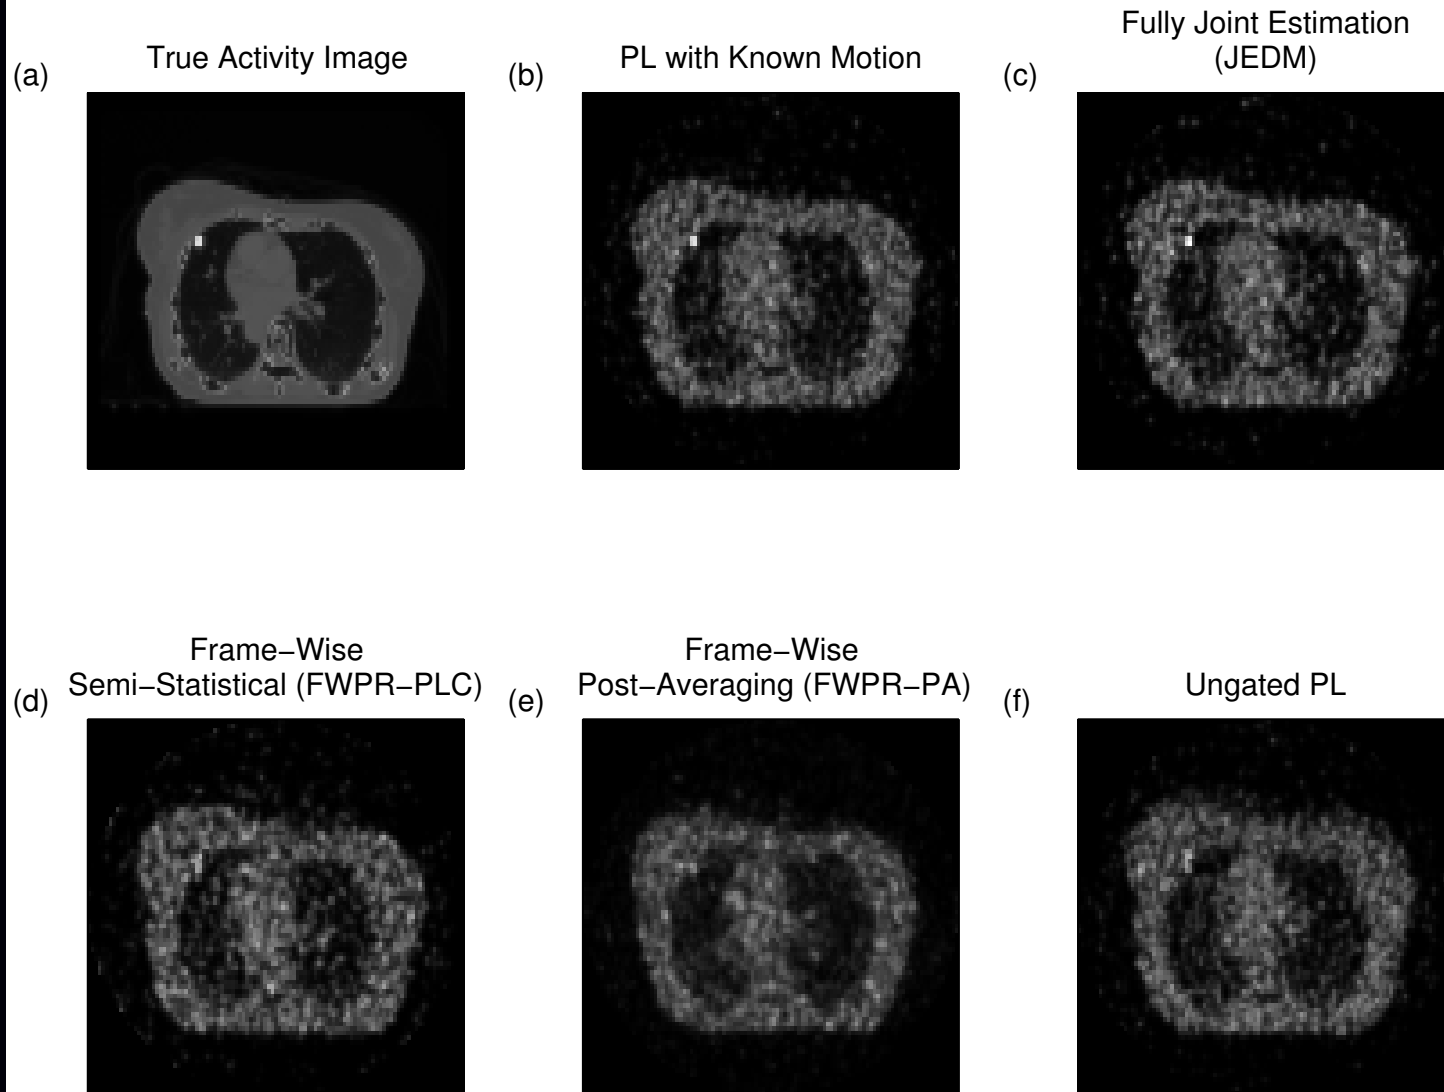 (a)
True Activity Image
(b)
PL with Known Motion
(c)
Fully Joint Estimation
(JEDM)
(d)
Frame−Wise
Semi−Statistical (FWPR−PLC)
(e)
Frame−Wise
Post−Averaging (FWPR−PA)
(f)
Ungated PL